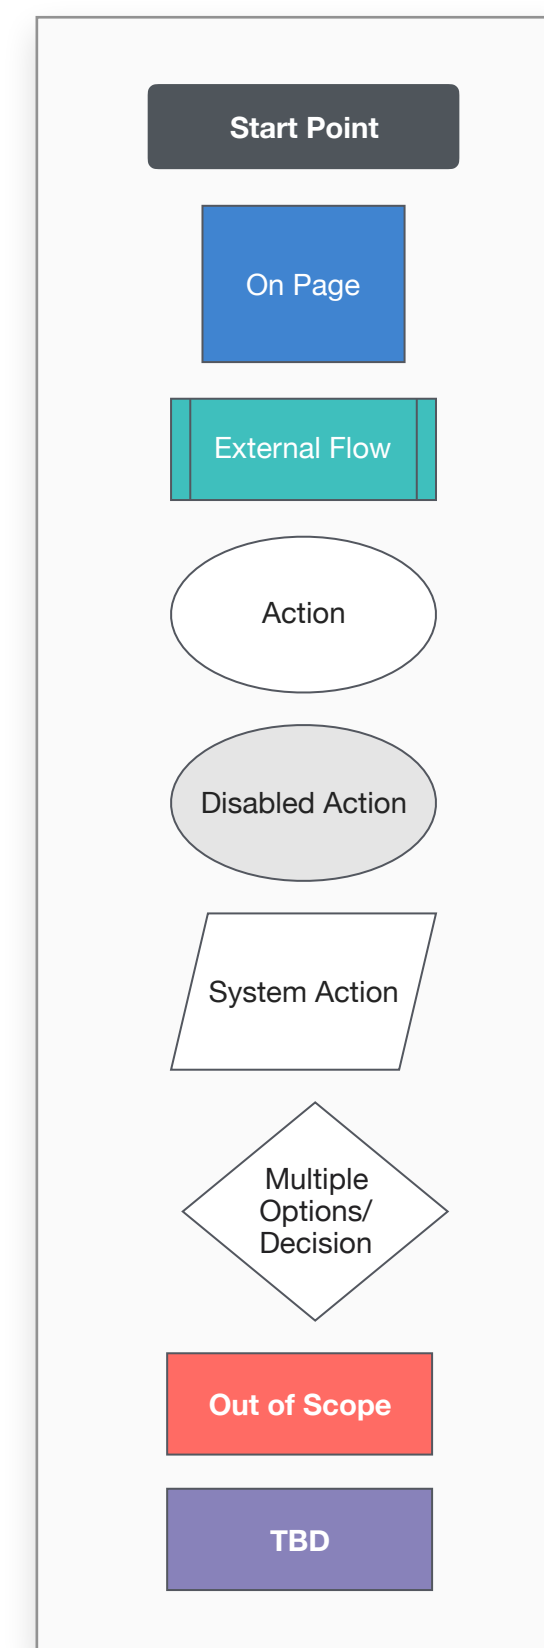 Start Point
On Page
External Flow
Action
Disabled Action
System Action
Multiple
Options/
Decision
Out of Scope
TBD